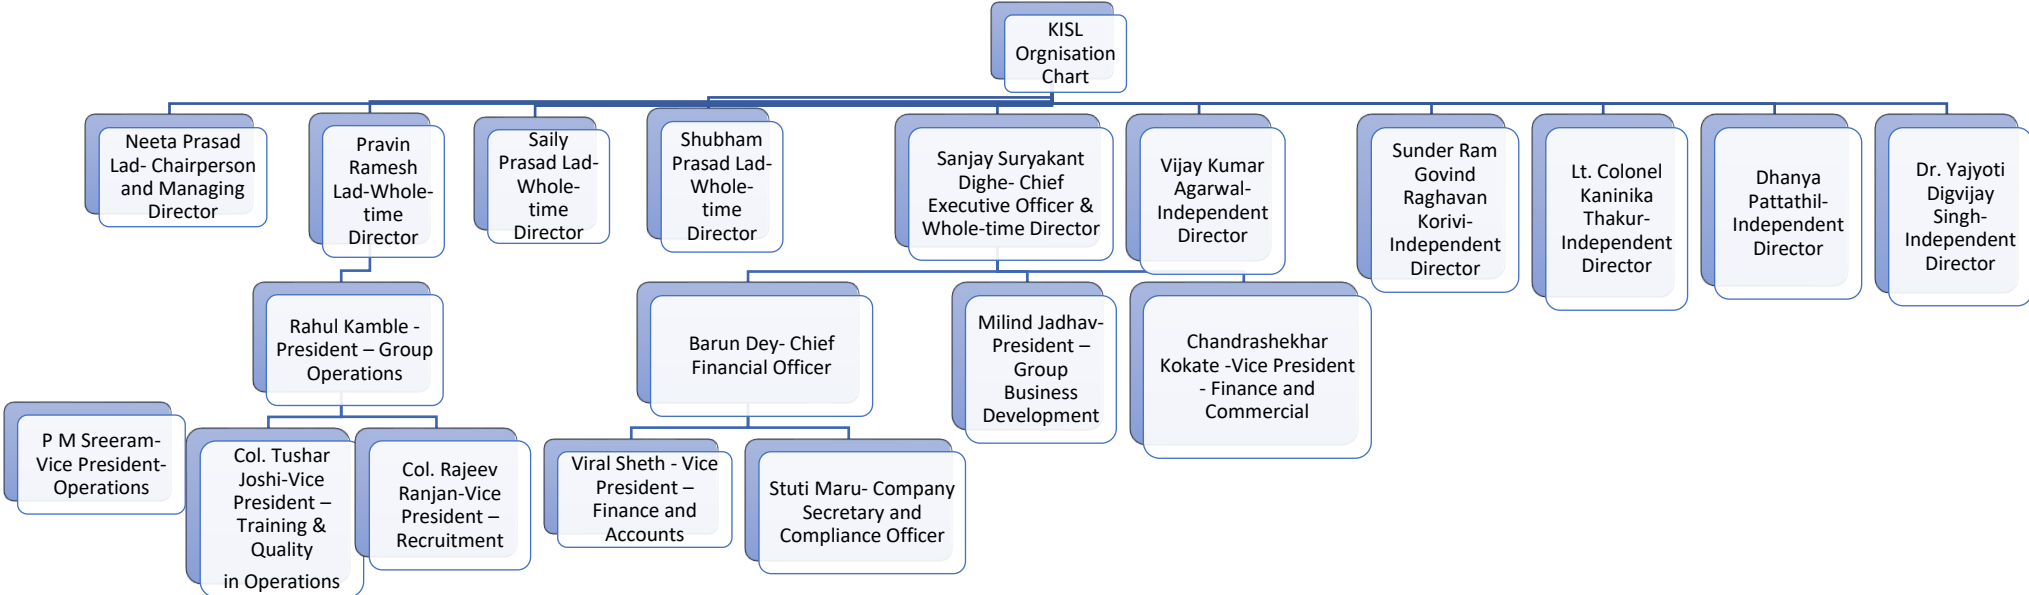 KISL
Orgnisation
Chart
Neeta Prasad
Lad- Chairperson
and Managing
Director
Pravin
Ramesh
Lad-Whole-
time
Director
Saily
Prasad Lad-
Whole-
time
Director
Shubham
Prasad Lad-
Whole-
time
Director
Sanjay Suryakant
Dighe- Chief
Executive Officer &
Whole-time Director
Vijay Kumar
Agarwal-
Independent
Director
Sunder Ram
Govind
Raghavan
Korivi-
Independent
Director
Lt. Colonel
Kaninika
Thakur-
Independent
Director
Dhanya
Pattathil-
Independent
Director
Dr. Yajyoti
Digvijay
Singh-
Independent
Director
Rahul Kamble -
President – Group
Operations
Barun Dey- Chief
Financial Officer
Milind Jadhav-
President –
Group
Business
Development
Chandrashekhar
Kokate -Vice President
- Finance and
Commercial
P M Sreeram-
Vice President-
Operations
Col. Tushar
Joshi-Vice
President –
Training &
Quality
in Operations
Col. Rajeev
Ranjan-Vice
President –
Recruitment
Viral Sheth - Vice
President –
Finance and
Accounts
Stuti Maru- Company
Secretary and
Compliance Officer